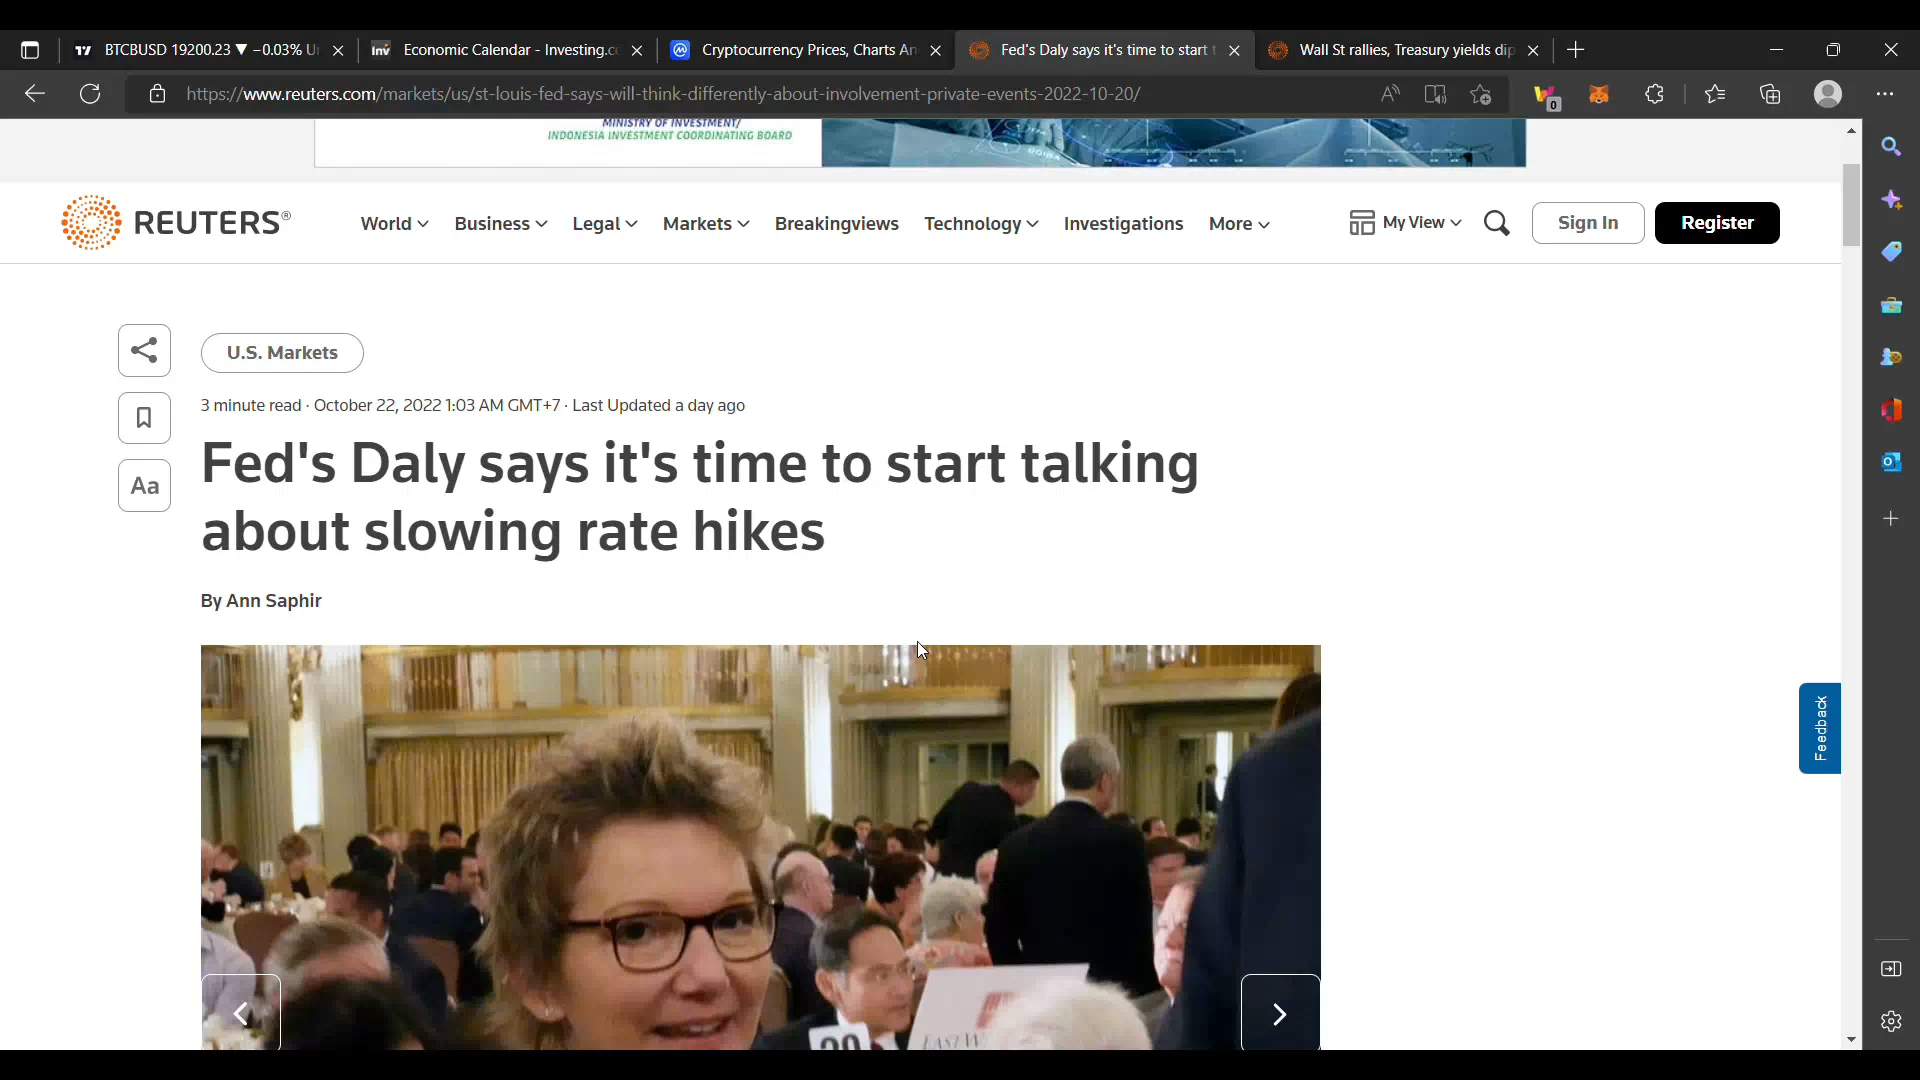 BTCBUSD 19200.23 ▼ −0.03% U
Economic Calendar - Investing.c
Cryptocurrency Prices, Charts An
Fed's Daly says it's time to start t
Wall St rallies, Treasury yields dip
https://www.reuters.com/markets/us/st-louis-fed-says-will-think-differently-about-involvement-private-events-2022-10-20/
0
MINISTRY OF INVESTMENT/
INDONESIA INVESTMENT COORDINATING BOARD
REUTERS®
World
Business
Legal
Markets
Breakingviews
Technology
Investigations
More
My View
Sign In
Register
U.S. Markets
3 minute read · October 22, 2022 1:03 AM GMT+7 · Last Updated a day ago
Aa
Fed's Daly says it's time to start talking
about slowing rate hikes
By Ann Saphir
Feedback